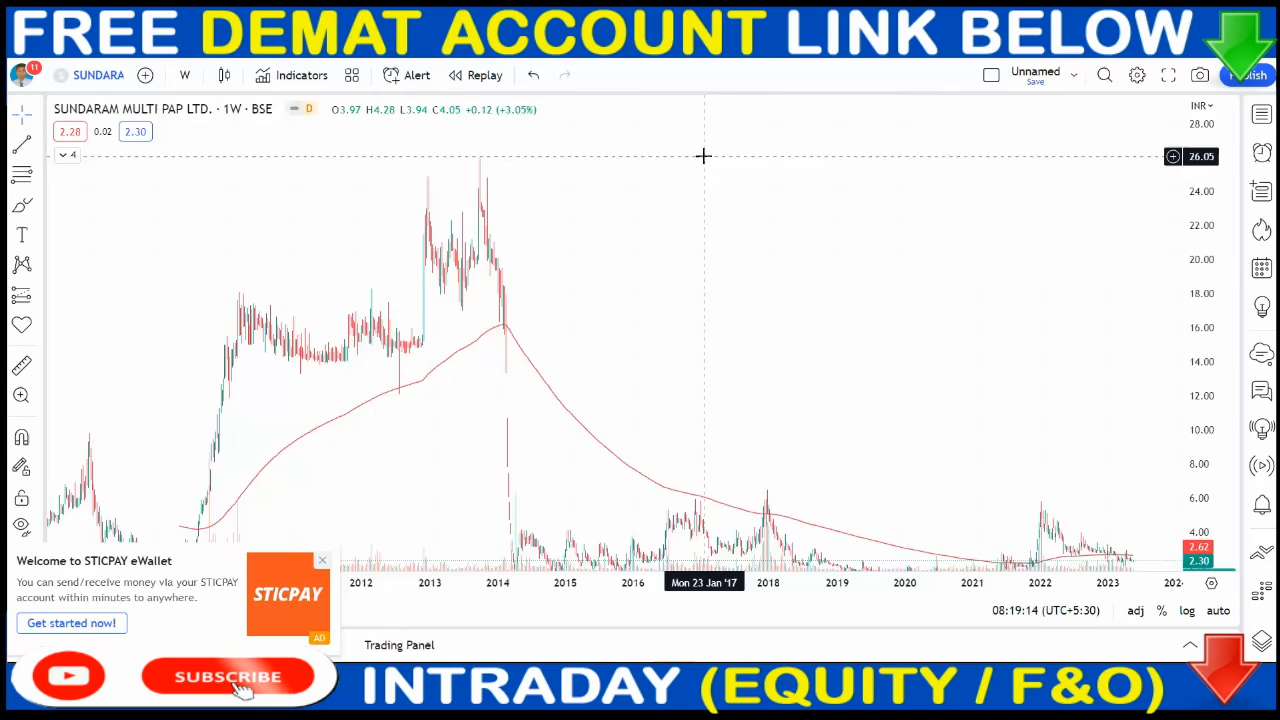 FREE DEMAT ACCOUNT LINK BELOW
11
SUNDARA
W
Indicators
Alert
Replay
Unnamed
Save
SUNDARAM MULTI PAP LTD. · 1W · BSE
D
O3.97 H4.28 L3.94 C4.05 +0.12 (+3.05%)
INR
2.28
0.02
2.30
28.00
4
26.05
24.00
22.00
20.00
18.00
16.00
14.00
12.00
10.00
8.00
6.00
4.00
2.62
2.30
2012
2013
2014
2015
2016
Mon 23 Jan '17
2018
2019
2020
2021
2022
2023
Welcome to STICPAY eWallet
You can send/receive money via your STICPAY
account within minutes to anywhere.
Get started now!
STICPAY
AD
08:19:14 (UTC+5:30)
adj
%
log
auto
Trading Panel
SUBSCRIBE
INTRADAY (EQUITY / F&O)